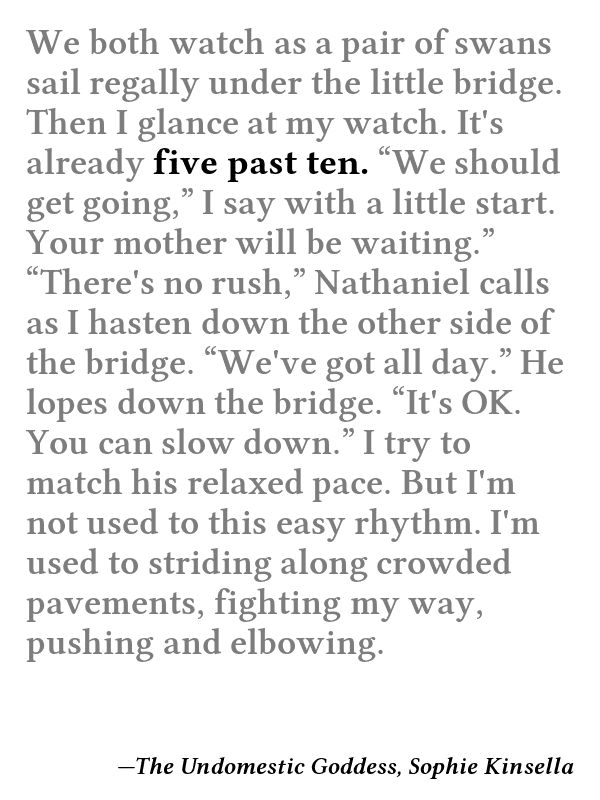 We both watch as a pair of swans
sail regally under the little bridge.
Then I glance at my watch. It's
already five past ten. “We should
get going,” I say with a little start.
Your mother will be waiting.”
“There's no rush,” Nathaniel calls
as I hasten down the other side of
the bridge. “We've got all day.” He
lopes down the bridge. “It's OK.
You can slow down.” I try to
match his relaxed pace. But I'm
not used to this easy rhythm. I'm
used to striding along crowded
pavements, fighting my way,
pushing and elbowing.
—The Undomestic Goddess, Sophie Kinsella